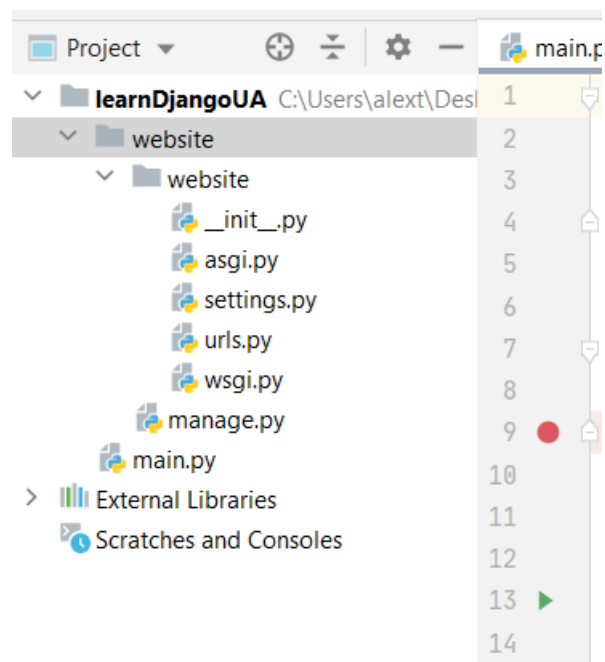 Project
main.p
learnDjangoUA C:\Users\alext\Des
website
website
__init__.py
asgi.py
settings.py
urls.py
wsgi.py
manage.py
main.py
External Libraries
Scratches and Consoles
1
2
3
4
5
6
7
8
9
10
11
12
13
14